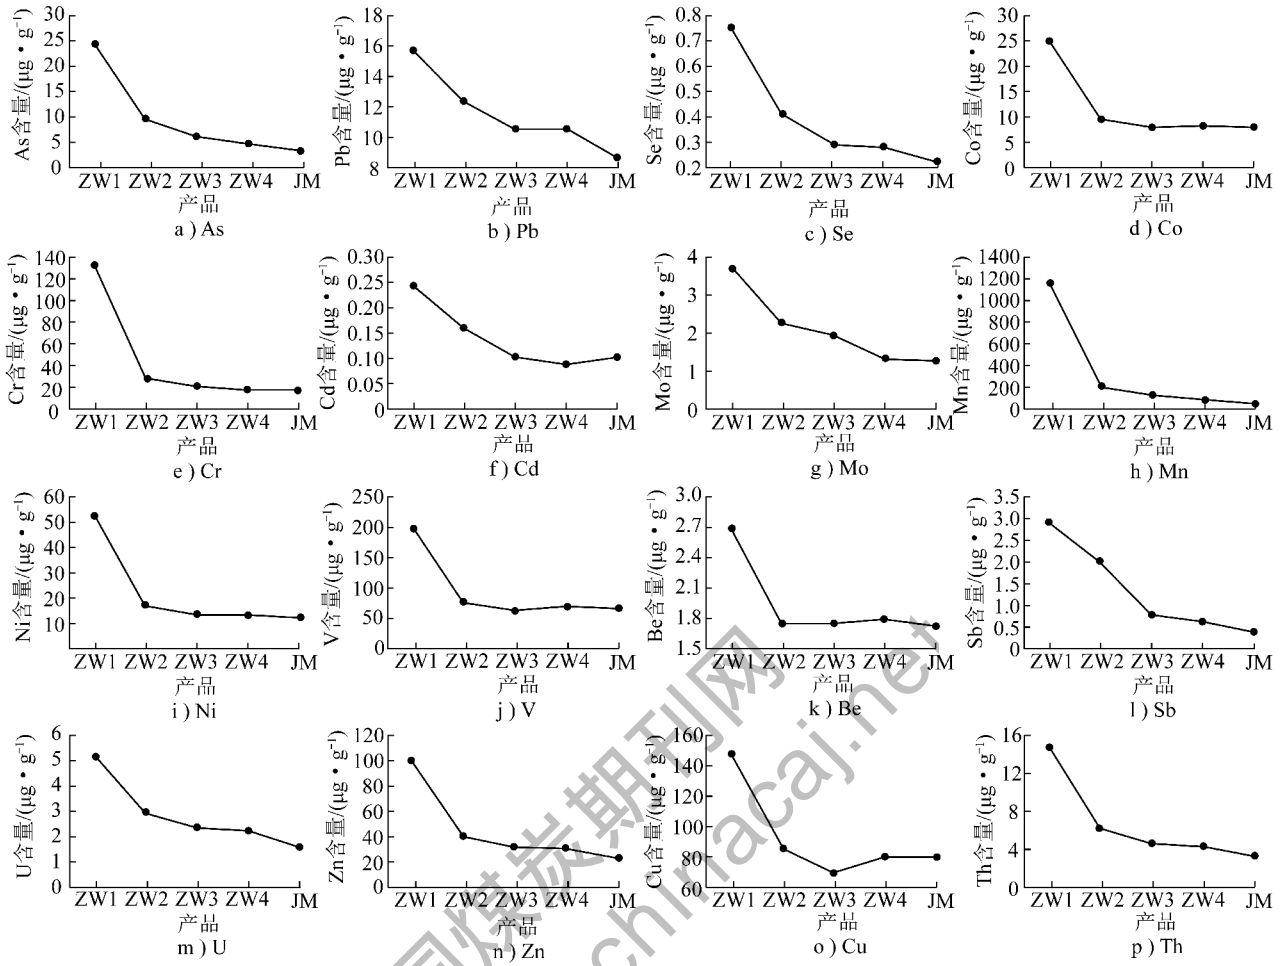 As含量/(μg·g⁻¹)
30
25
20
15
10
5
0
ZW1 ZW2 ZW3 ZW4 JM
产品
a ) As
Pb含量/(μg·g⁻¹)
18
16
14
12
10
8
ZW1 ZW2 ZW3 ZW4 JM
产品
b ) Pb
Se含量/(μg·g⁻¹)
0.8
0.7
0.6
0.5
0.4
0.3
0.2
ZW1 ZW2 ZW3 ZW4 JM
产品
c ) Se
Co含量/(μg·g⁻¹)
30
25
20
15
10
5
0
ZW1 ZW2 ZW3 ZW4 JM
产品
d ) Co
Cr含量/(μg·g⁻¹)
140
120
100
80
60
40
20
0
ZW1 ZW2 ZW3 ZW4 JM
产品
e ) Cr
Cd含量/(μg·g⁻¹)
0.30
0.25
0.20
0.15
0.10
0.05
0
ZW1 ZW2 ZW3 ZW4 JM
产品
f ) Cd
Mo含量/(μg·g⁻¹)
4
3
2
1
0
ZW1 ZW2 ZW3 ZW4 JM
产品
g ) Mo
Mn含量/(μg·g⁻¹)
1400
1200
1000
800
600
400
200
0
ZW1 ZW2 ZW3 ZW4 JM
产品
h ) Mn
Ni含量/(μg·g⁻¹)
60
50
40
30
20
10
ZW1 ZW2 ZW3 ZW4 JM
产品
i ) Ni
V含量/(μg·g⁻¹)
250
200
150
100
50
0
ZW1 ZW2 ZW3 ZW4 JM
产品
j ) V
Be含量/(μg·g⁻¹)
3.0
2.7
2.4
2.1
1.8
1.5
ZW1 ZW2 ZW3 ZW4 JM
产品
k ) Be
Sb含量/(μg·g⁻¹)
3.5
3.0
2.5
2.0
1.5
1.0
0.5
0
ZW1 ZW2 ZW3 ZW4 JM
产品
l ) Sb
U含量/(μg·g⁻¹)
6
5
4
3
2
1
0
ZW1 ZW2 ZW3 ZW4 JM
产品
m ) U
Zn含量/(μg·g⁻¹)
120
100
80
60
40
20
0
ZW1 ZW2 ZW3 ZW4 JM
产品
n ) Zn
Cu含量/(μg·g⁻¹)
160
140
120
100
80
60
ZW1 ZW2 ZW3 ZW4 JM
产品
o ) Cu
Th含量/(μg·g⁻¹)
16
12
8
4
0
ZW1 ZW2 ZW3 ZW4 JM
产品
p ) Th
国煤炭期刊网
chinacaj.net